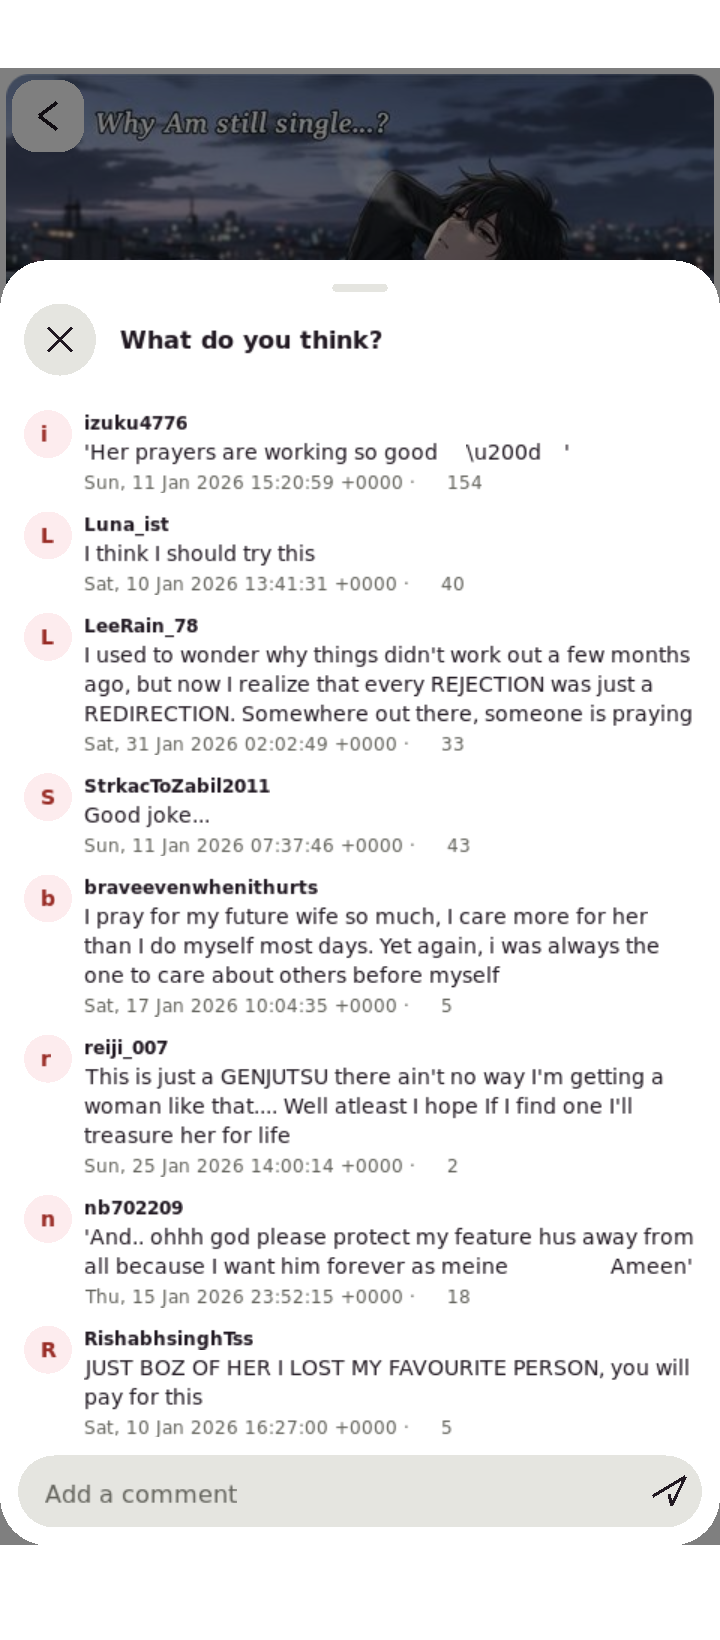 Why Am still single...?
What do you think?
i
izuku4776
'Her prayers are working so good \u200d '
Sun, 11 Jan 2026 15:20:59 +0000 · 154
L
Luna_ist
I think I should try this
Sat, 10 Jan 2026 13:41:31 +0000 · 40
L
LeeRain_78
I used to wonder why things didn't work out a few months
ago, but now I realize that every REJECTION was just a
REDIRECTION. Somewhere out there, someone is praying
Sat, 31 Jan 2026 02:02:49 +0000 · 33
S
StrkacToZabil2011
Good joke...
Sun, 11 Jan 2026 07:37:46 +0000 · 43
b
braveevenwhenithurts
I pray for my future wife so much, I care more for her
than I do myself most days. Yet again, i was always the
one to care about others before myself
Sat, 17 Jan 2026 10:04:35 +0000 · 5
r
reiji_007
This is just a GENJUTSU there ain't no way I'm getting a
woman like that.... Well atleast I hope If I find one I'll
treasure her for life
Sun, 25 Jan 2026 14:00:14 +0000 · 2
n
nb702209
'And.. ohhh god please protect my feature hus away from
all because I want him forever as meine Ameen'
Thu, 15 Jan 2026 23:52:15 +0000 · 18
R
RishabhsinghTss
JUST BOZ OF HER I LOST MY FAVOURITE PERSON, you will
pay for this
Sat, 10 Jan 2026 16:27:00 +0000 · 5
Add a comment